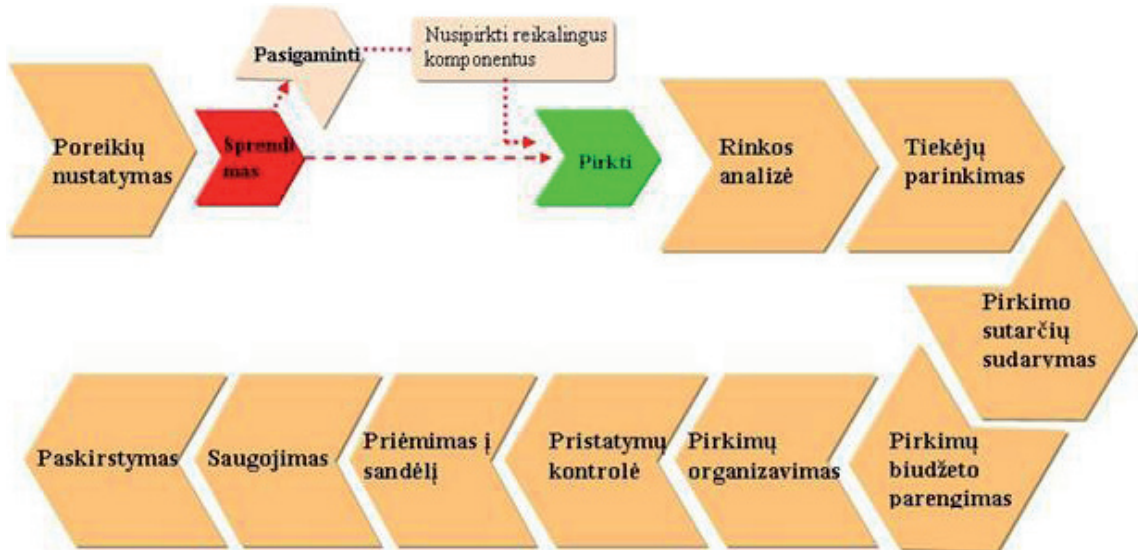 Poreikių
nustatymas
Sprendi
mas
Pasigaminti
Nusipirkti reikalingus
komponentus
Pirkti
Rinkos
analizė
Tiekėjų
parinkimas
Pirkimo
sutarčių
sudarymas
Pirkimų
biudžeto
parengimas
Pirkimų
organizavimas
Pristatymų
kontrolė
Priėmimas į
sandėlį
Saugojimas
Paskirstymas